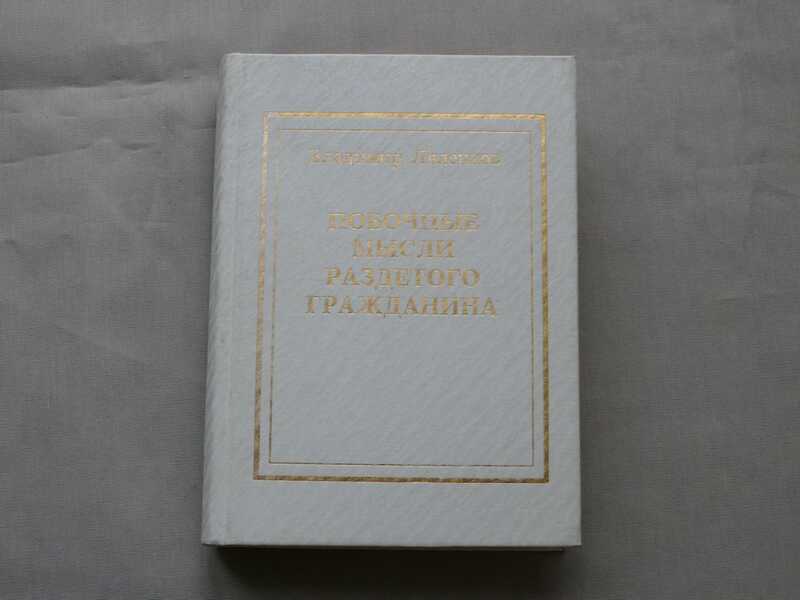 Владимир
ПОБОЧНЫЕ
МЫСЛИ
РАЗДЕТОГО
ГРАЖДАНИНА